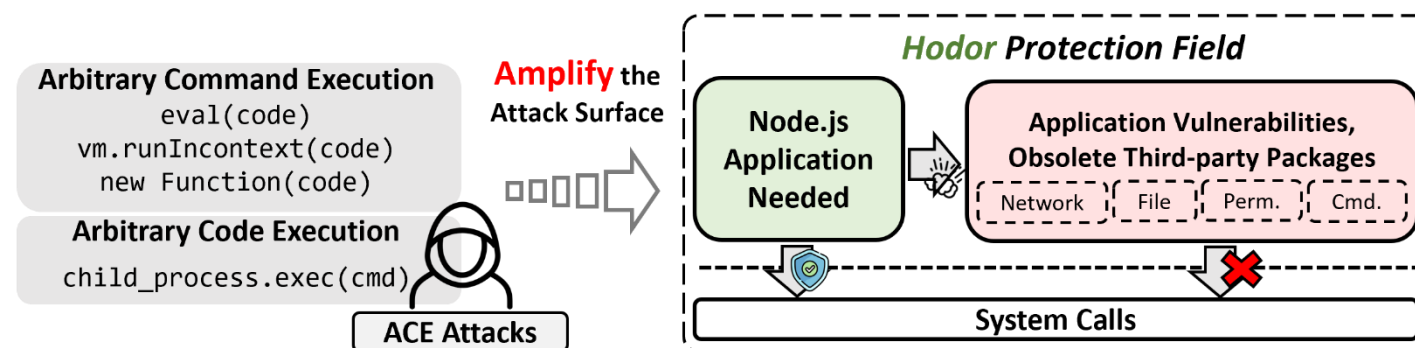 Arbitrary Command Execution
eval(code)
vm.runIncontext(code)
new Function(code)
Arbitrary Code Execution
child_process.exec(cmd)
ACE Attacks
Amplify the
Attack Surface
Hodor Protection Field
Node.js
Application
Needed
Application Vulnerabilities,
Obsolete Third-party Packages
Network File Perm. Cmd.
System Calls